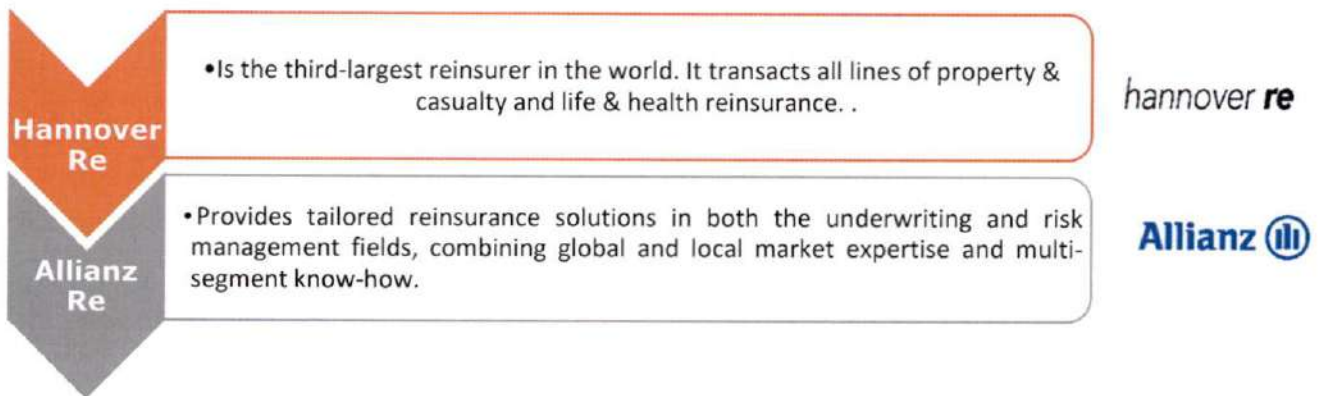 Hannover
Re
•Is the third-largest reinsurer in the world. It transacts all lines of property &
casualty and life & health reinsurance. .
hannover re
Allianz
Re
•Provides tailored reinsurance solutions in both the underwriting and risk
management fields, combining global and local market expertise and multi-
segment know-how.
Allianz